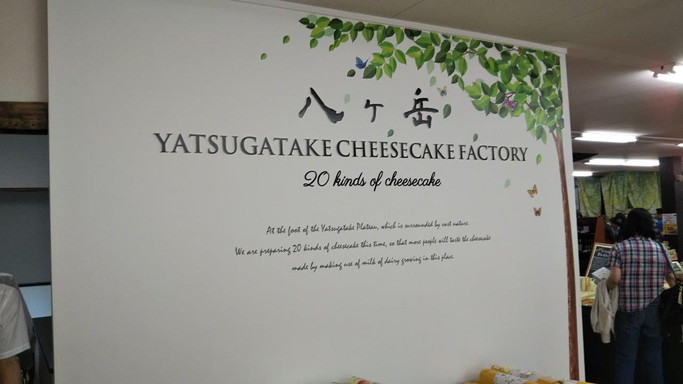 八ヶ岳
YATSUGATAKE CHEESECAKE FACTORY
20 kinds of cheesecake
At the foot of the Yatsugatake Plateau, which is surrounded by vast nature.
We are preparing 20 kinds of cheesecake this time, so that more people will taste the cheesecake
made by making use of milk of dairy growing in this place.